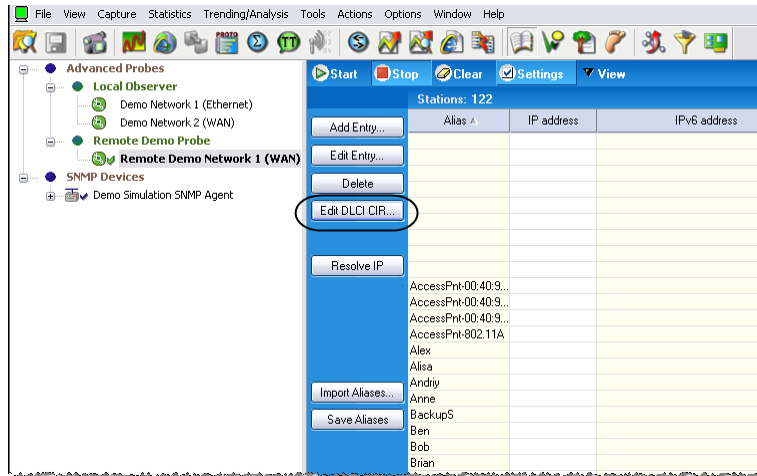 File View Capture Statistics Trending/Analysis Tools Actions Options Window Help
PROTO
Σ
TT
S
Advanced Probes
Local Observer
Demo Network 1 (Ethernet)
Demo Network 2 (WAN)
Remote Demo Probe
Remote Demo Network 1 (WAN)
SNMP Devices
Demo Simulation SNMP Agent
Start Stop Clear Settings View
Stations: 122
Alias IP address IPv6 address
Add Entry...
Edit Entry...
Delete
Edit DLCI CIR...
Resolve IP
Import Aliases...
Save Aliases
AccessPnt-00:40:9...
AccessPnt-00:40:9...
AccessPnt-00:40:9...
AccessPnt-802.11A
Alex
Alisa
Andriy
Anne
BackupS
Ben
Bob
Brian